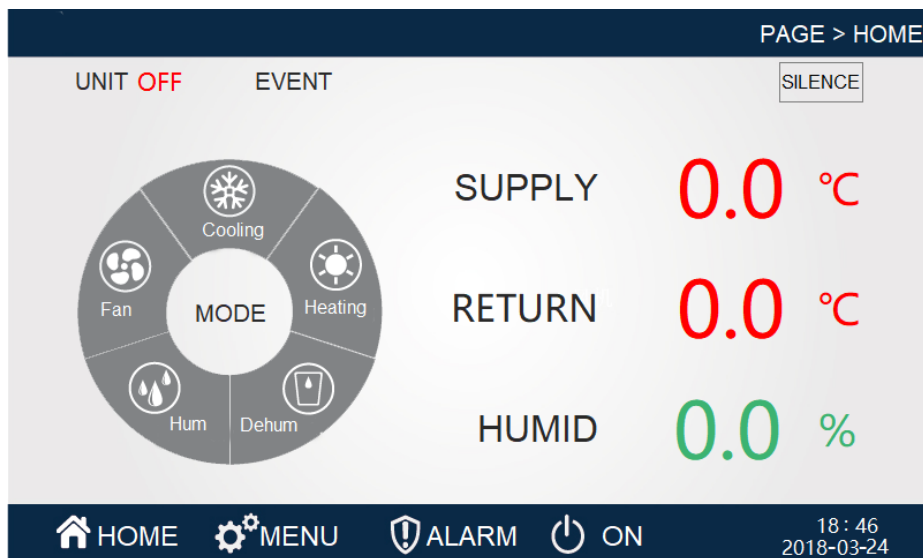 PAGE > HOME
UNIT OFF EVENT SILENCE
Cooling
SUPPLY 0.0 °C
Fan
MODE
Heating
RETURN 0.0 °C
Hum
Dehum
HUMID 0.0 %
HOME MENU ALARM ON 18:46
2018-03-24